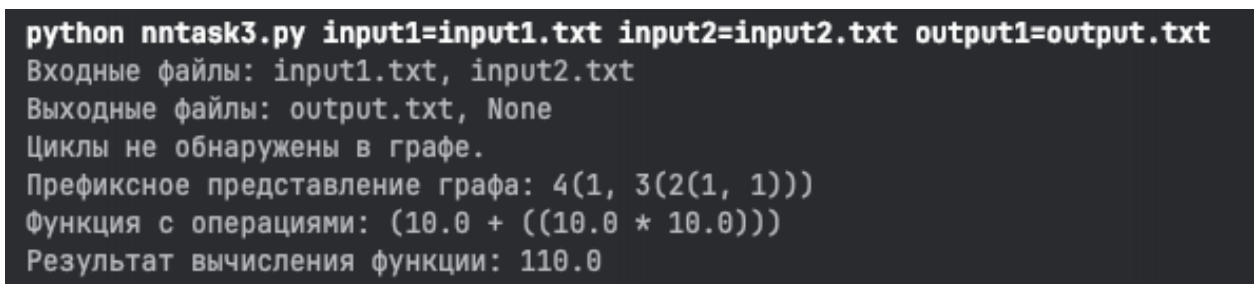 python nntask3.py input1=input1.txt input2=input2.txt output1=output.txt
Входные файлы: input1.txt, input2.txt
Выходные файлы: output.txt, None
Циклы не обнаружены в графе.
Префиксное представление графа: 4(1, 3(2(1, 1)))
Функция с операциями: (10.0 + ((10.0 * 10.0)))
Результат вычисления функции: 110.0